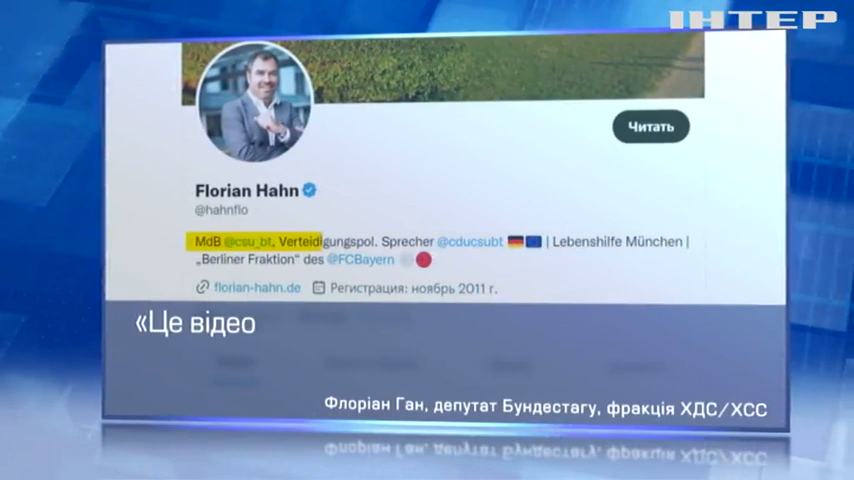 ІНТЕР
Читать
Florian Hahn
@hahnflo
MdB @csu_bt, Verteidigungspol. Sprecher @cducsubt 🇩🇪🇪🇺 | Lebenshilfe München |
„Berliner Fraktion“ des @FCBayern ⚪🔴
florian-hahn.de Регистрация: ноябрь 2011 г.
«Це відео
Флоріан Ган, депутат Бундестагу, фракція ХДС/ХСС